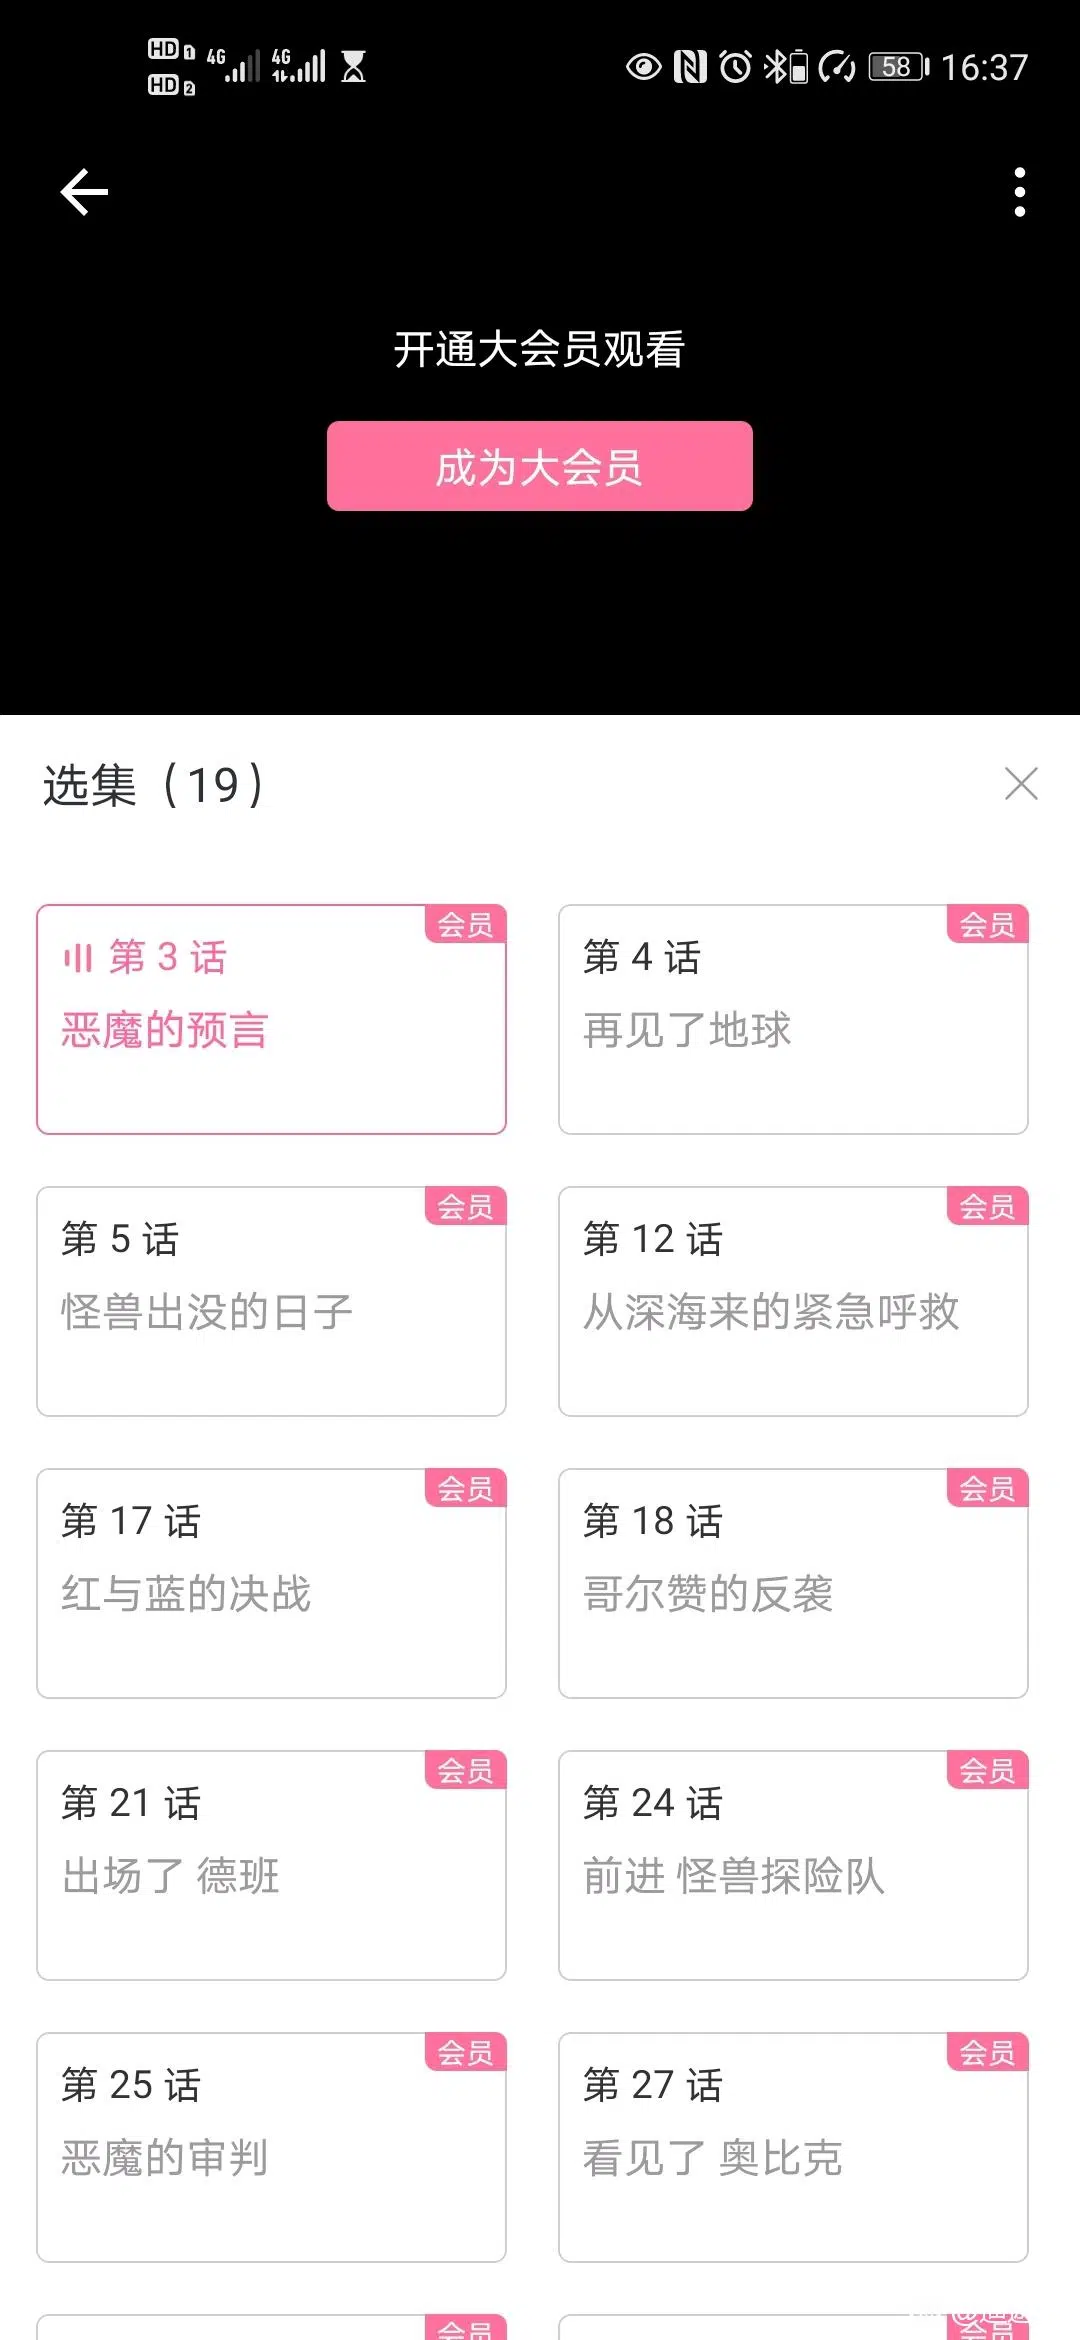 HD 1 4G 4G
HD 2
58 16:37
开通大会员观看
成为大会员
选集（19）
会员
第 3 话
恶魔的预言
会员
第 4 话
再见了地球
会员
第 5 话
怪兽出没的日子
会员
第 12 话
从深海来的紧急呼救
会员
第 17 话
红与蓝的决战
会员
第 18 话
哥尔赞的反袭
会员
第 21 话
出场了 德班
会员
第 24 话
前进 怪兽探险队
会员
第 25 话
恶魔的审判
会员
第 27 话
看见了 奥比克
会员
会员